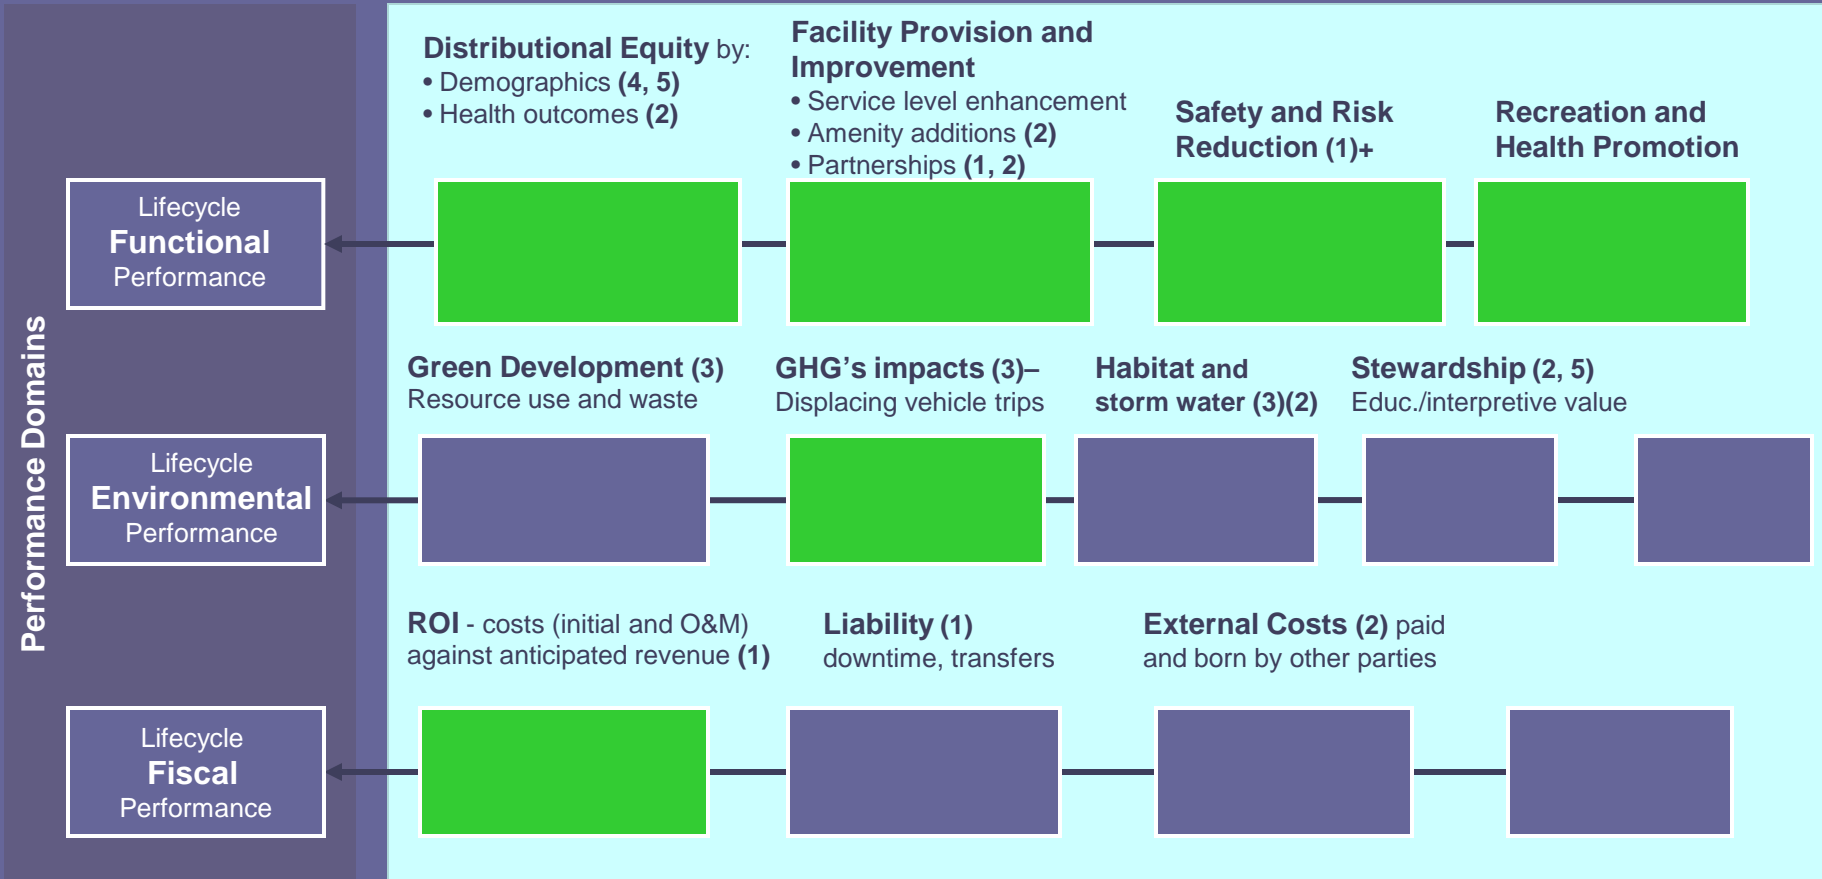 Performance Domains
Distributional Equity by:
• Demographics (4, 5)
• Health outcomes (2)
Facility Provision and
Improvement
• Service level enhancement
• Amenity additions (2)
• Partnerships (1, 2)
Safety and Risk
Reduction (1)+
Recreation and
Health Promotion
Lifecycle
Functional
Performance
Green Development (3)
Resource use and waste
GHG's impacts (3)–
Displacing vehicle trips
Habitat and
storm water (3)(2)
Stewardship (2, 5)
Educ./interpretive value
Lifecycle
Environmental
Performance
ROI - costs (initial and O&M)
against anticipated revenue (1)
Liability (1)
downtime, transfers
External Costs (2) paid
and born by other parties
Lifecycle
Fiscal
Performance